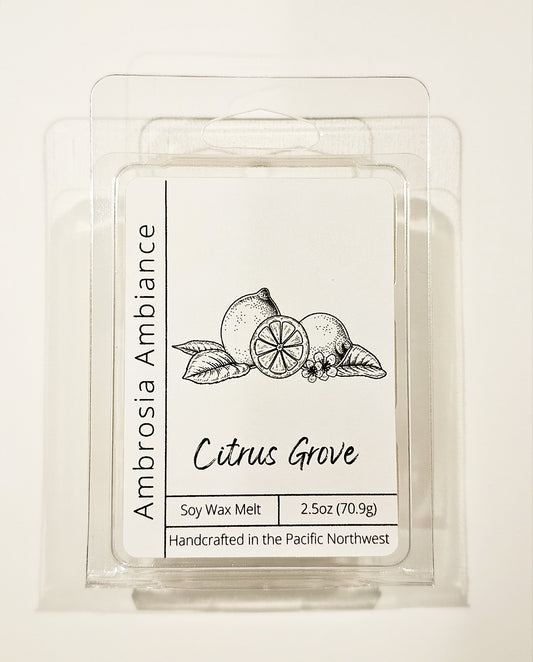 Ambrosia Ambiance
Citrus Grove
Soy Wax Melt
2.5oz (70.9g)
Handcrafted in the Pacific Northwest